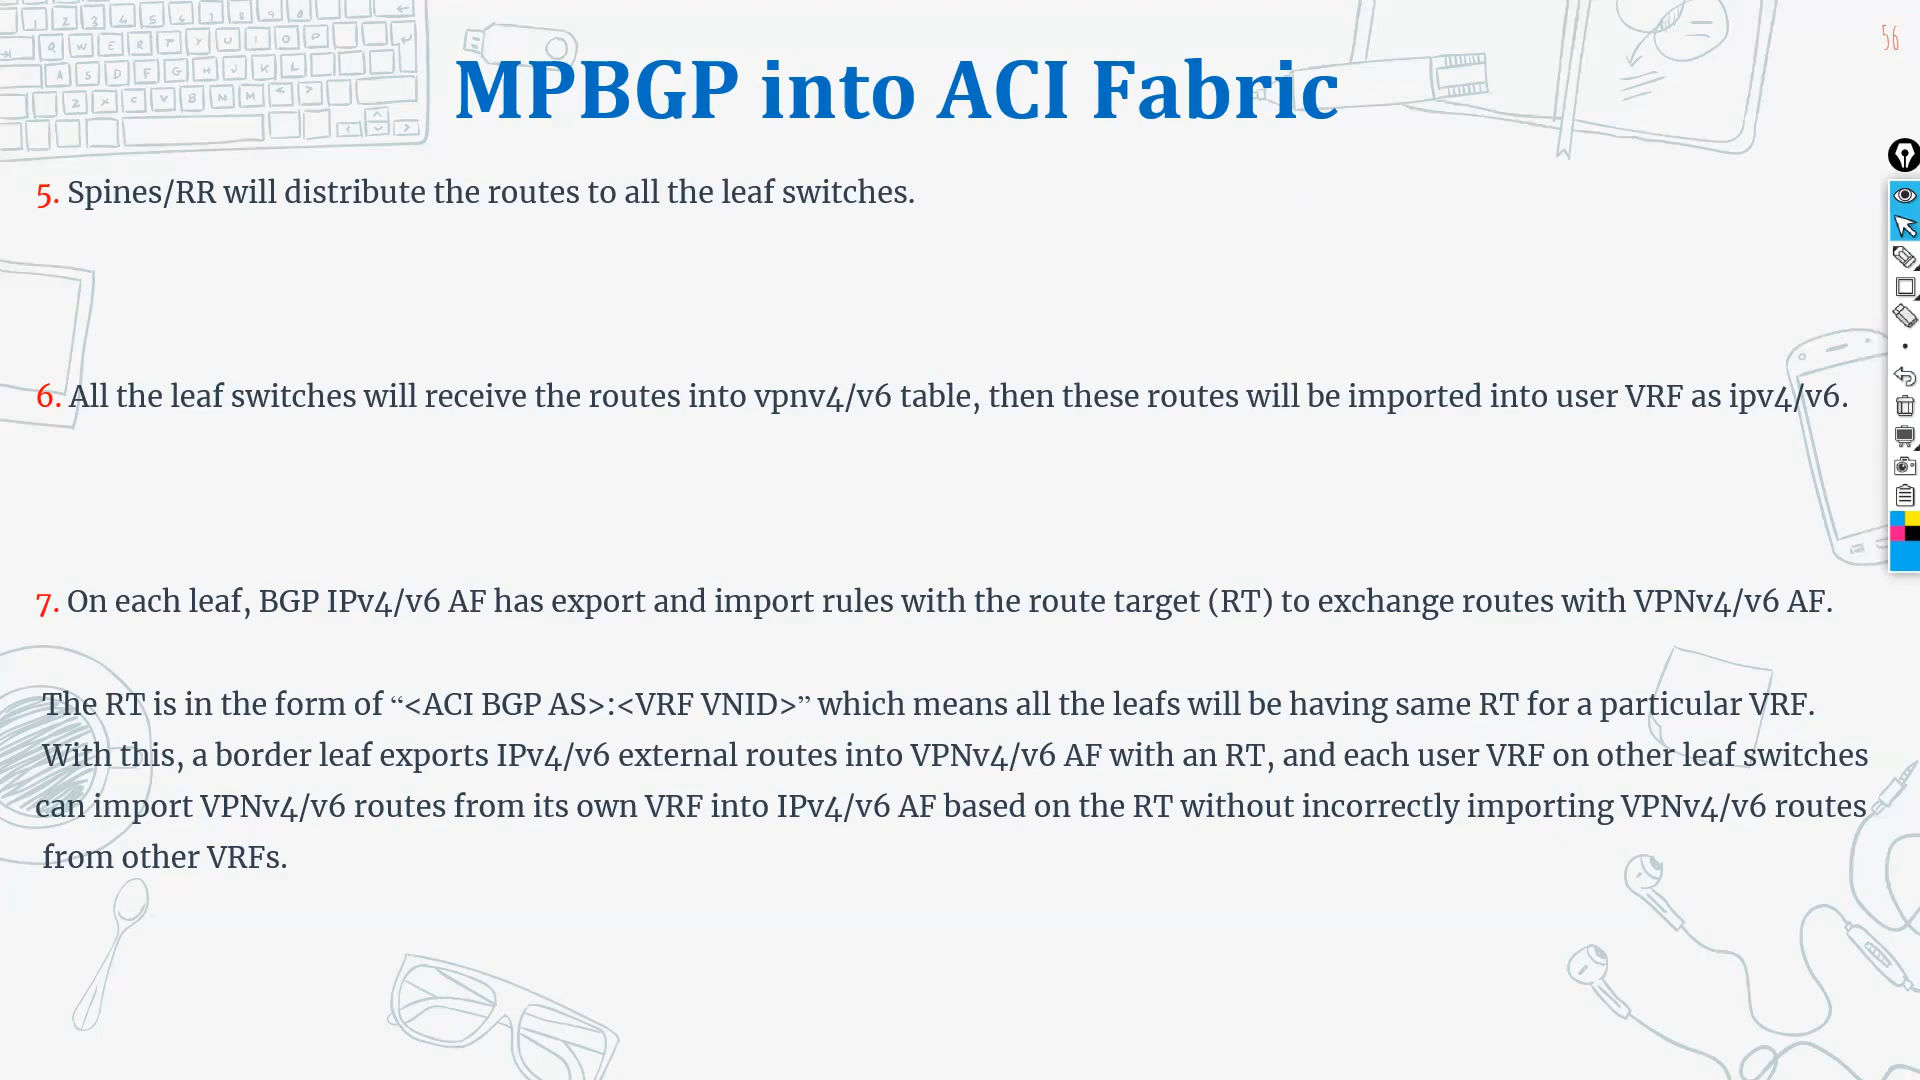 56
MPBGP into ACI Fabric
5. Spines/RR will distribute the routes to all the leaf switches.
6. All the leaf switches will receive the routes into vpnv4/v6 table, then these routes will be imported into user VRF as ipv4/v6.
7. On each leaf, BGP IPv4/v6 AF has export and import rules with the route target (RT) to exchange routes with VPNv4/v6 AF.
The RT is in the form of “<ACI BGP AS>:<VRF VNID>” which means all the leafs will be having same RT for a particular VRF.
With this, a border leaf exports IPv4/v6 external routes into VPNv4/v6 AF with an RT, and each user VRF on other leaf switches
can import VPNv4/v6 routes from its own VRF into IPv4/v6 AF based on the RT without incorrectly importing VPNv4/v6 routes
from other VRFs.